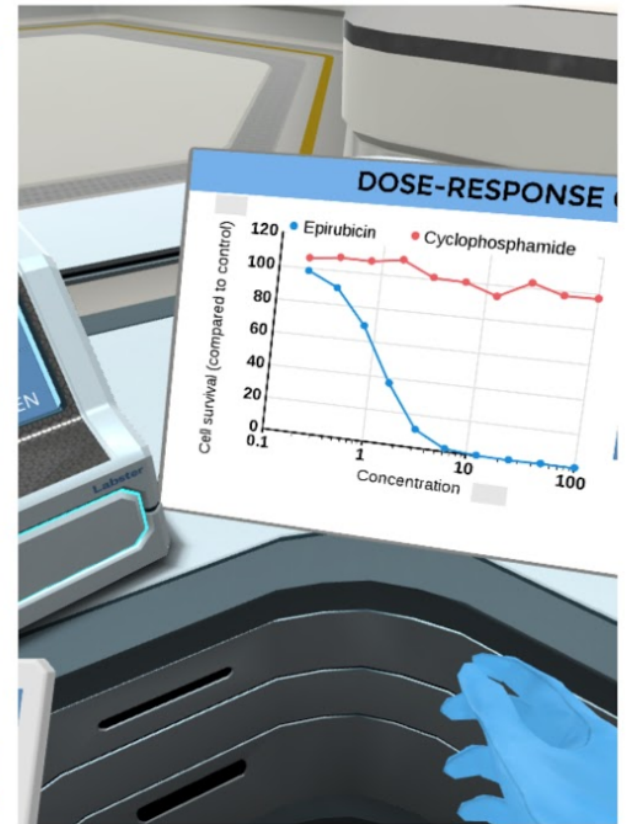 DOSE-RESPONSE
Epirubicin
Cyclophosphamide
Cell survival (compared to control)
120
100
80
60
40
20
0
0.1
1
10
100
Concentration
EN
Labster